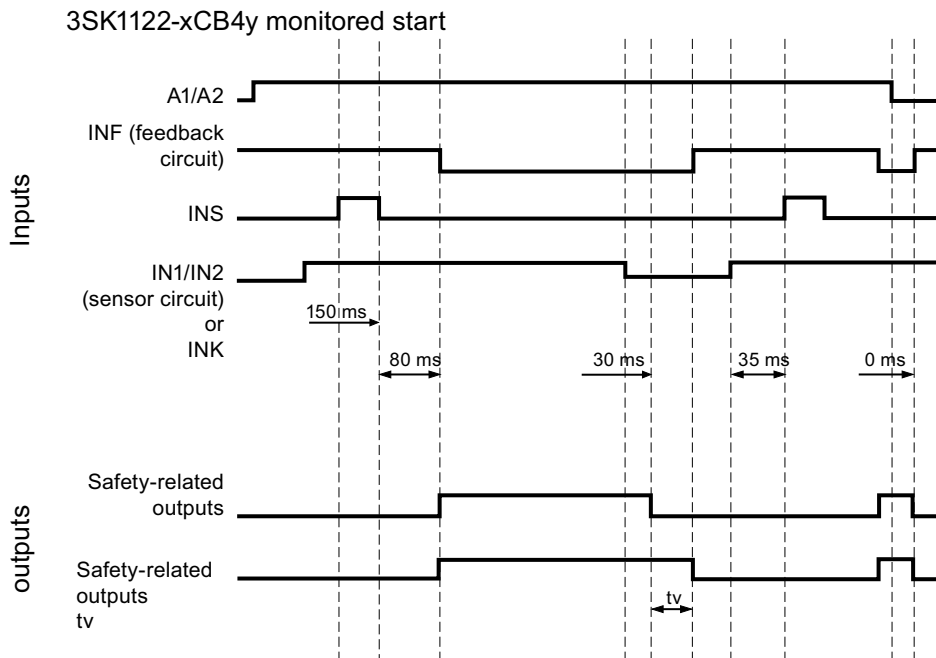 3SK1122-xCB4y monitored start
Inputs
A1/A2
INF (feedback
circuit)
INS
IN1/IN2
(sensor circuit)
or
INK
150 ms
80 ms
30 ms
35 ms
0 ms
outputs
Safety-related
outputs
Safety-related
outputs
tv
tv